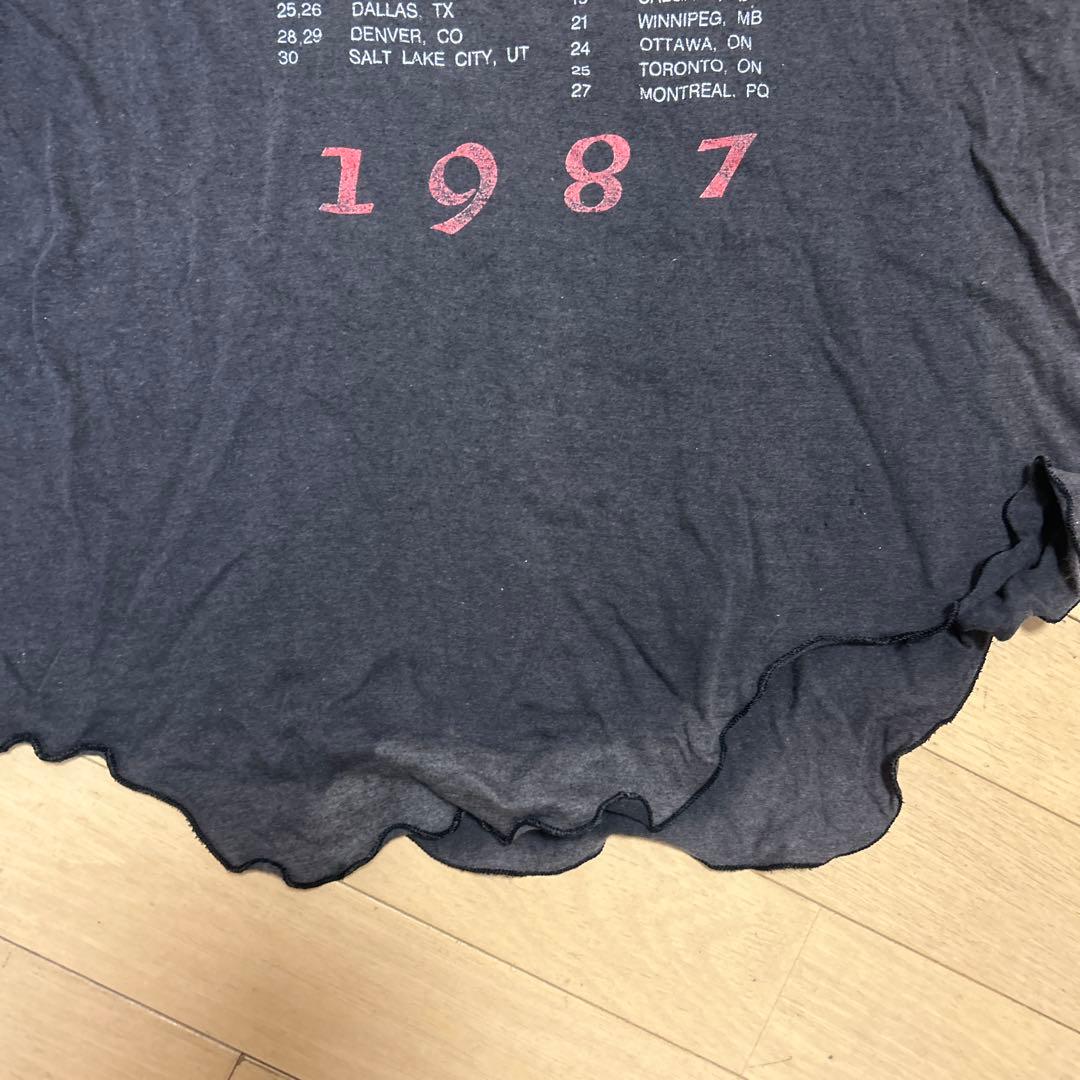 25,26 DALLAS, TX
28,29 DENVER, CO
30 SALT LAKE CITY, UT
21 WINNIPEG, MB
24 OTTAWA, ON
25 TORONTO, ON
27 MONTREAL, PQ
1987